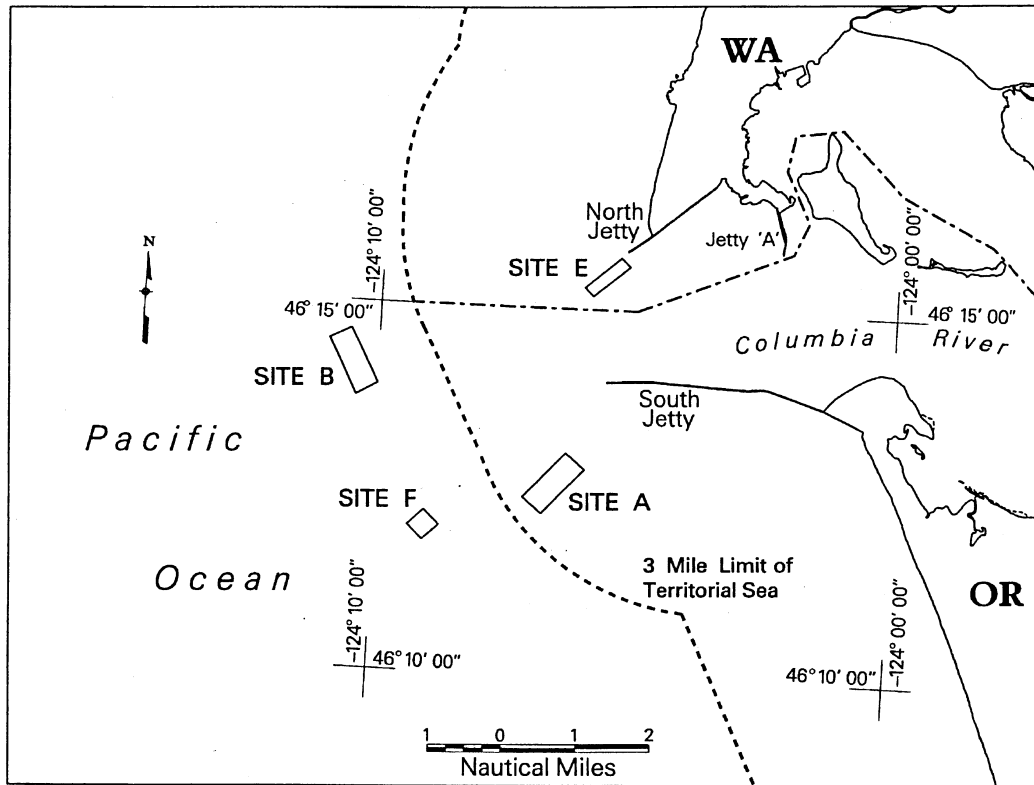 WA
North
Jetty
Jetty 'A'
SITE E
N
-124° 10' 00"
46° 15' 00"
-124° 00' 00"
46° 15' 00"
Columbia River
SITE B
South
Jetty
Pacific
SITE F
SITE A
Ocean
3 Mile Limit of
Territorial Sea
OR
-124° 10' 00"
46° 10' 00"
-124° 00' 00"
46° 10' 00"
1 0 1 2
Nautical Miles